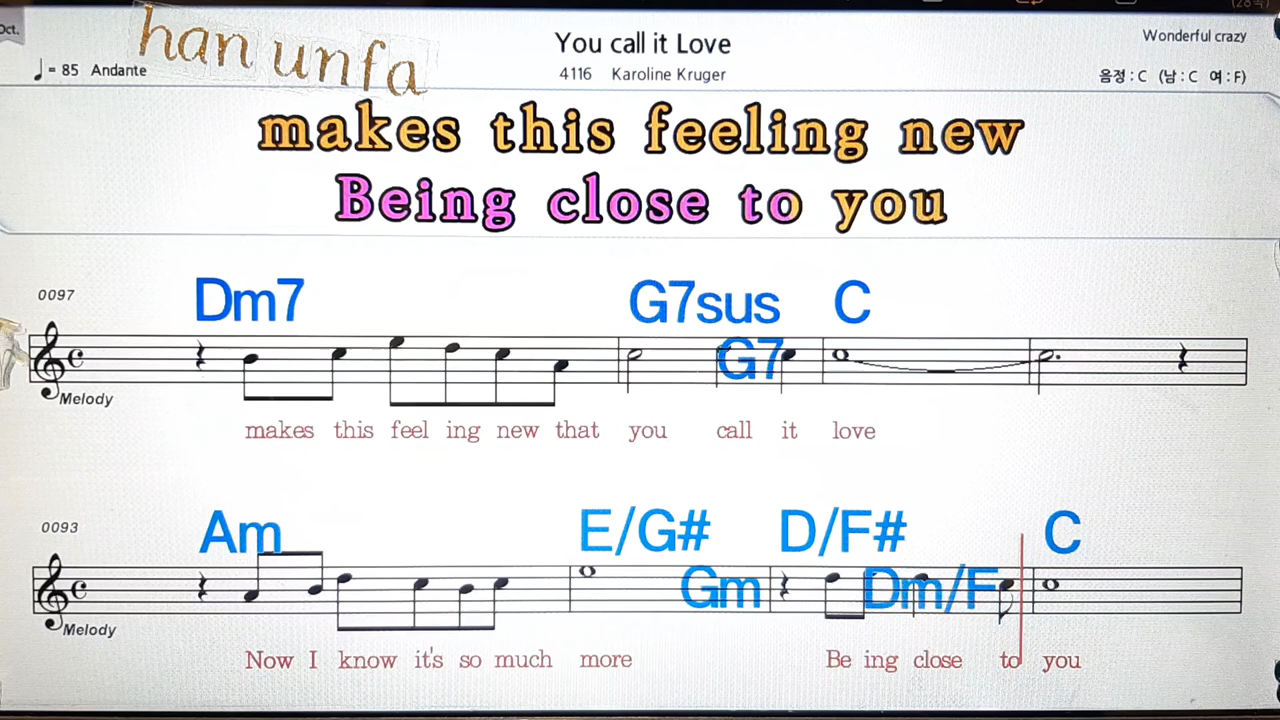 Oct.
han unfa
You call it Love
Wonderful crazy
♩ = 85 Andante
4116 Karoline Kruger
음정 : C (남 : C 여 : F)
makes this feeling new
Being close to you
0097
Dm7 G7sus C
G7
Melody
makes this feel ing new that you call it love
0093
Am E/G# D/F# C
Gm Dm/F
Melody
Now I know it's so much more Be ing close to you